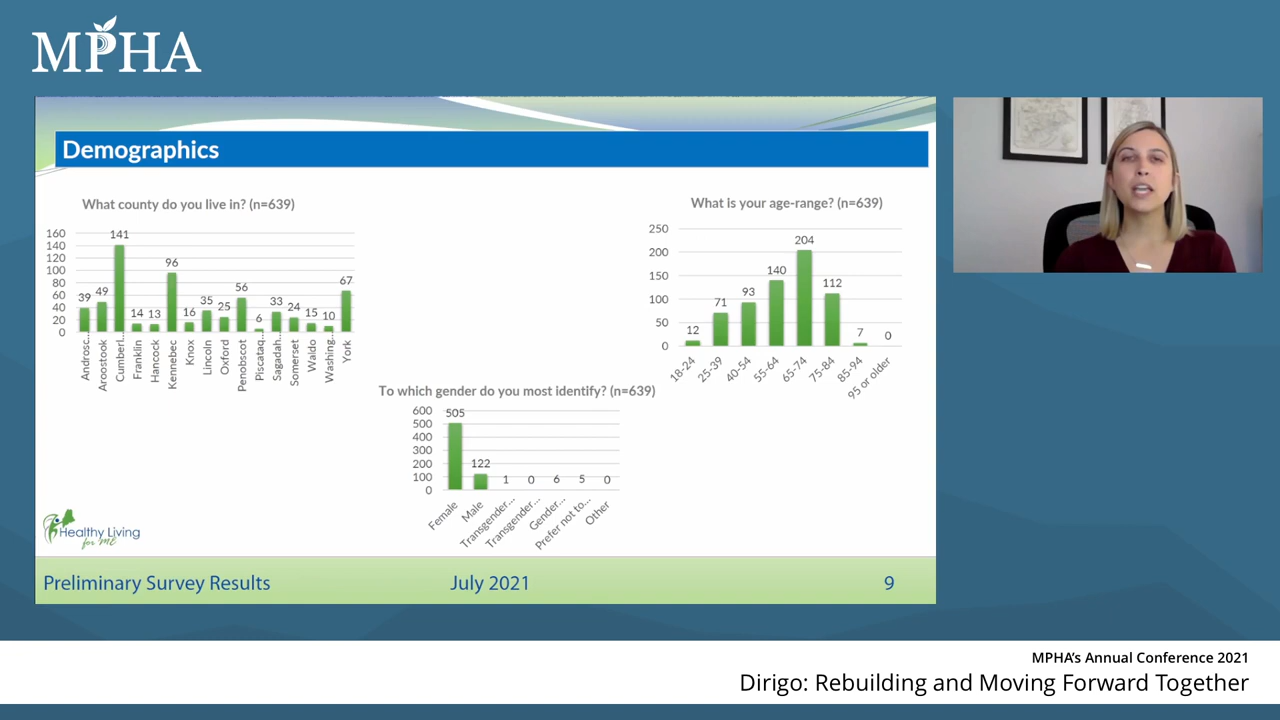 MPHA
Demographics
What county do you live in? (n=639)
160
140
120
100
80
60
40
20
0
39
49
141
14
13
96
16
35
25
56
6
33
24
15
10
67
Androsc...
Aroostook
Cumberl...
Franklin
Hancock
Kennebec
Knox
Lincoln
Oxford
Penobscot
Piscataq...
Sagadah...
Somerset
Waldo
Washing...
York
What is your age-range? (n=639)
250
200
150
100
50
0
12
71
93
140
204
112
7
0
18-24
25-39
40-54
55-64
65-74
75-84
85-94
95 or older
To which gender do you most identify? (n=639)
600
500
400
300
200
100
0
505
122
1
0
6
5
0
Female
Male
Transgender...
Transgender...
Gender...
Prefer not to...
Other
Healthy Living
for ME
Preliminary Survey Results
July 2021
9
MPHA's Annual Conference 2021
Dirigo: Rebuilding and Moving Forward Together